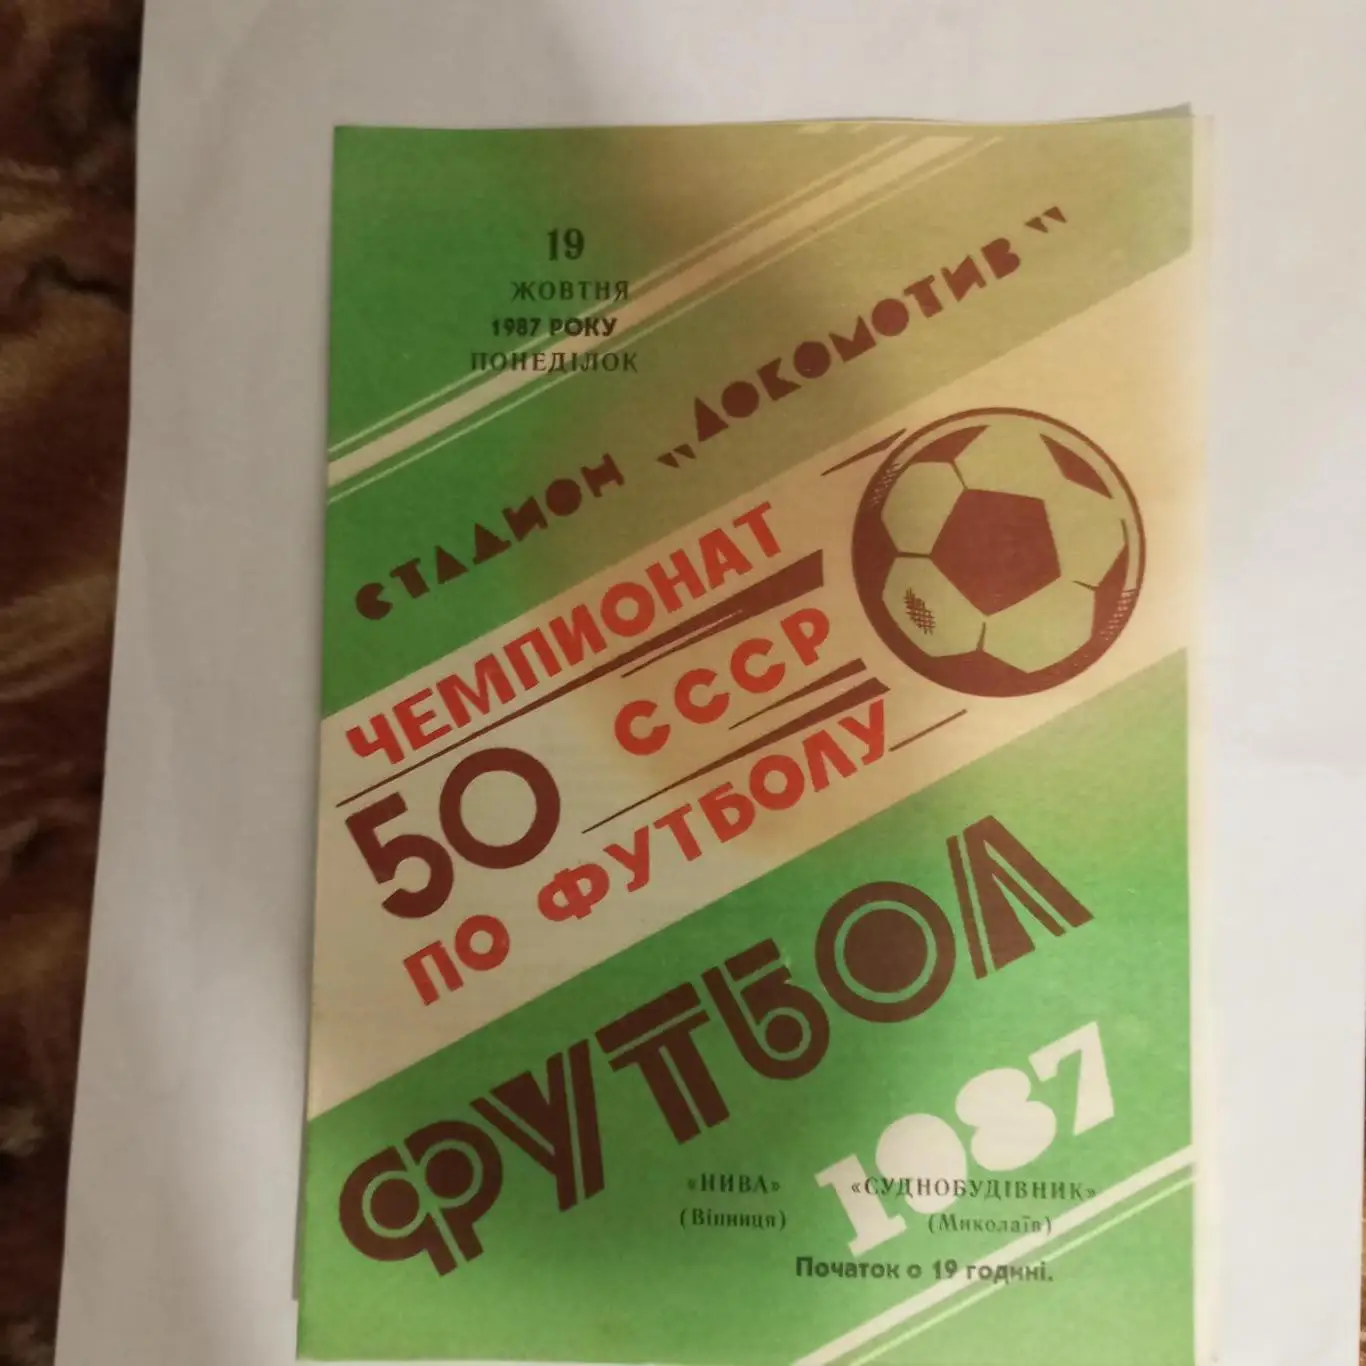 19
ЖОВТНЯ
1987 РОКУ
ПОНЕДІЛОК
СТАДИОН „ЛОКОМОТИВ"
ЧЕМПИОНАТ
50 СССР
ПО ФУТБОЛУ
ФУТБОЛ
1987
«НИВА» «СУДНОБУДІВНИК»
(Вінниця) (Миколаїв)
Початок о 19 годині.